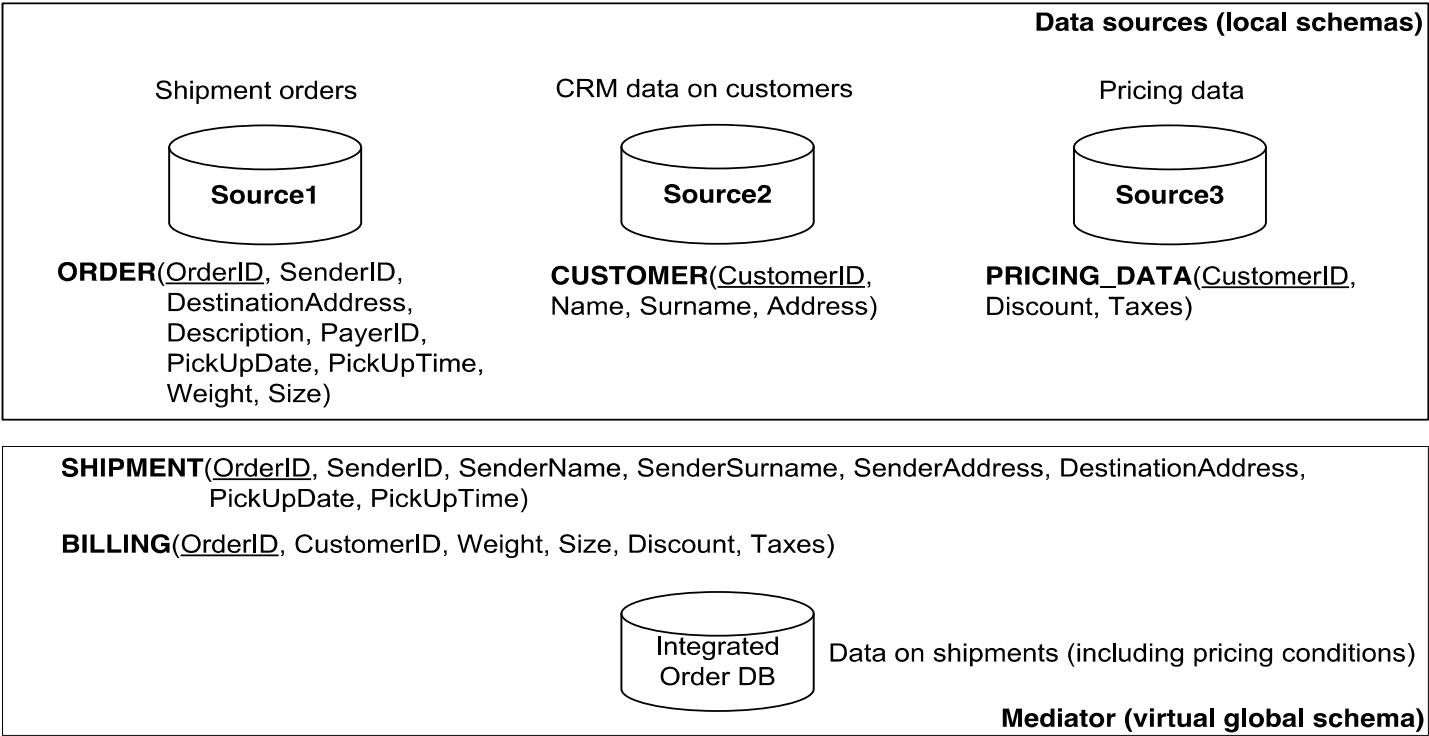 Data sources (local schemas)
Shipment orders
CRM data on customers
Pricing data
Source1
Source2
Source3
ORDER(OrderID, SenderID,
DestinationAddress,
Description, PayerID,
PickUpDate, PickUpTime,
Weight, Size)
CUSTOMER(CustomerID,
Name, Surname, Address)
PRICING_DATA(CustomerID,
Discount, Taxes)
SHIPMENT(OrderID, SenderID, SenderName, SenderSurname, SenderAddress, DestinationAddress,
PickUpDate, PickUpTime)
BILLING(OrderID, CustomerID, Weight, Size, Discount, Taxes)
Integrated
Order DB
Data on shipments (including pricing conditions)
Mediator (virtual global schema)